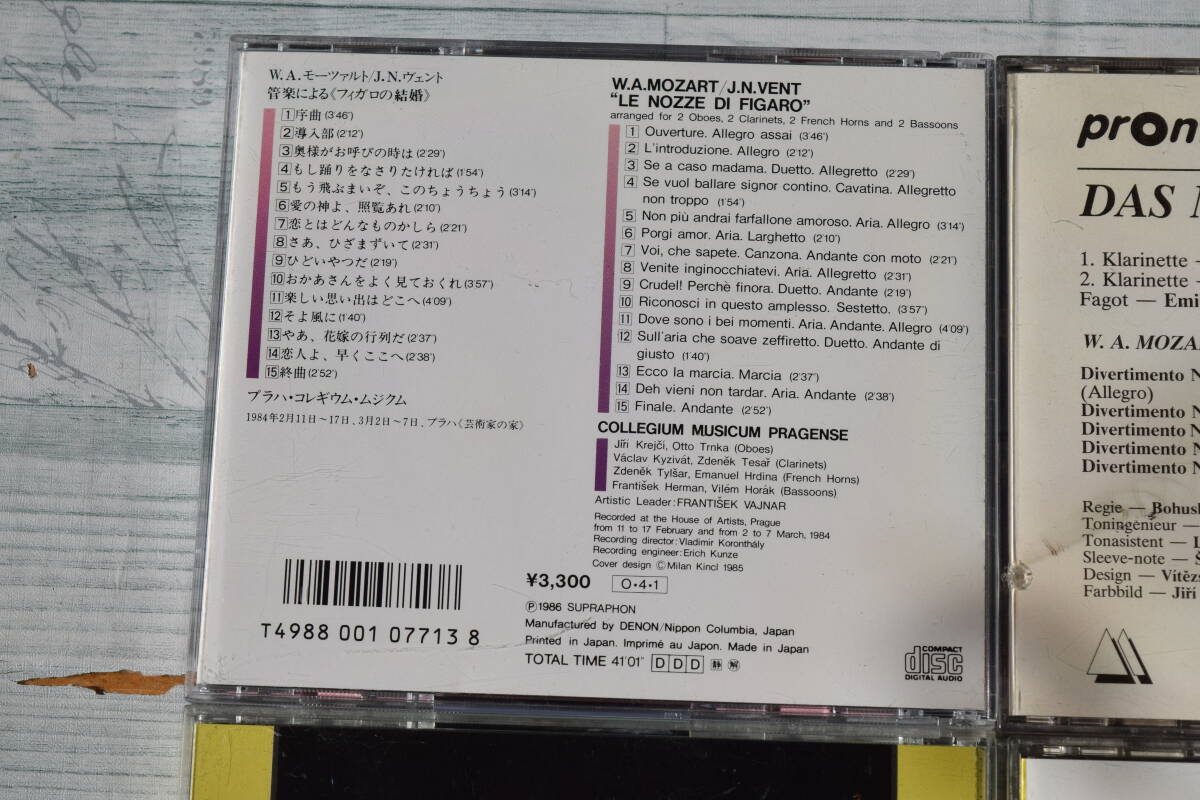 W.A.モーツァルト/J.N.ヴェント
管楽による《フィガロの結婚》
1 序曲(3'46")
2 導入部(2'12")
3 奥様がお呼びの時は(2'29")
4 もし踊りをなさりたければ(1'54")
5 もう飛ぶまいぞ、このちょうちょう(3'14")
6 愛の神よ、照覧あれ(2'10")
7 恋とはどんなものかしら(2'21")
8 さあ、ひざまずいて(2'31")
9 ひどいやつだ(2'19")
10 おかあさんをよく見ておくれ(3'57")
11 楽しい思い出はどこへ(4'09")
12 そよ風に(1'40")
13 やあ、花嫁の行列だ(2'37")
14 恋人よ、早くここへ(2'38")
15 終曲(2'52")
プラハ・コレギウム・ムジクム
1984年2月11日〜17日、3月2日〜7日、プラハ《芸術家の家》
T4988 001 07713 8
W.A.MOZART/J.N.VENT
"LE NOZZE DI FIGARO"
arranged for 2 Oboes, 2 Clarinets, 2 French Horns and 2 Bassoons
1 Ouverture. Allegro assai (3'46")
2 L'introduzione. Allegro (2'12")
3 Se a caso madama. Duetto. Allegretto (2'29")
4 Se vuol ballare signor contino. Cavatina. Allegretto
non troppo (1'54")
5 Non più andrai farfallone amoroso. Aria. Allegro (3'14")
6 Porgi amor. Aria. Larghetto (2'10")
7 Voi, che sapete. Canzona. Andante con moto (2'21")
8 Venite inginocchiatevi. Aria. Allegretto (2'31")
9 Crudel! Perchè finora. Duetto. Andante (2'19")
10 Riconosci in questo amplesso. Sestetto. (3'57")
11 Dove sono i bei momenti. Aria. Andante. Allegro (4'09")
12 Sull'aria che soave zeffiretto. Duetto. Andante di
giusto (1'40")
13 Ecco la marcia. Marcia (2'37")
14 Deh vieni non tardar. Aria. Andante (2'38")
15 Finale. Andante (2'52")
COLLEGIUM MUSICUM PRAGENSE
Jiří Krejčí, Otto Trnka (Oboes)
Václav Kyzivát, Zdeněk Tesař (Clarinets)
Zdeněk Tylšar, Emanuel Hrdina (French Horns)
František Herman, Vilém Horák (Bassoons)
Artistic Leader:FRANTIŠEK VAJNAR
Recorded at the House of Artists, Prague
from 11 to 17 February and from 2 to 7 March, 1984
Recording director:Vladimir Koronthály
Recording engineer:Erich Kunze
Cover design ©Milan Kincl 1985
¥3,300 O・4・1
Ⓟ1986 SUPRAPHON
Manufactured by DENON/Nippon Columbia, Japan
Printed in Japan. Imprimé au Japon. Made in Japan
TOTAL TIME 41'01" DDD 静 解
COMPACT
disc
DIGITAL AUDIO
pron
DAS
1. Klarinette –
2. Klarinette –
Fagot — Emi
W. A. MOZA
Divertimento N
(Allegro)
Divertimento N
Divertimento N
Divertimento N
Divertimento N
Regie — Bohus
Toningenieur —
Tonasistent —
Sleeve-note —
Design — Vítězs
Farbbild — Jiří